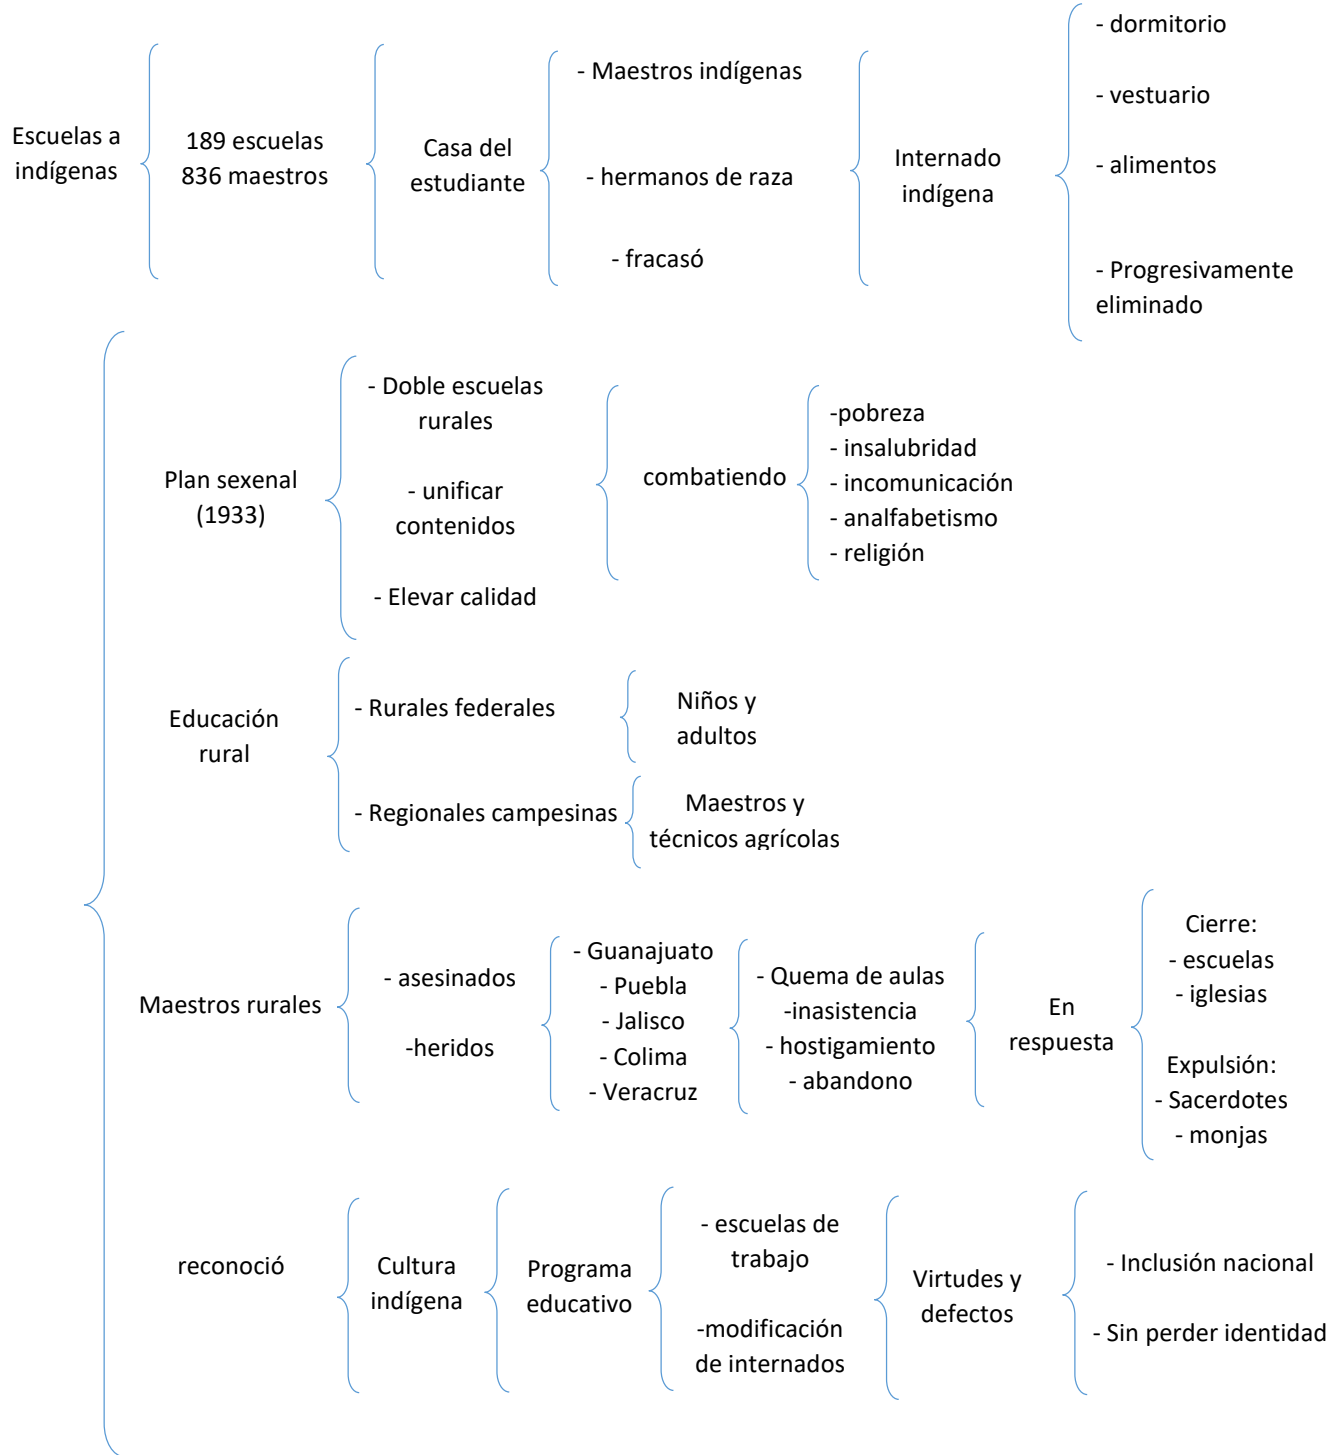 Escuelas a
indígenas
189 escuelas
836 maestros
Casa del
estudiante
- Maestros indígenas
- hermanos de raza
- fracasó
Internado
indígena
- dormitorio
- vestuario
- alimentos
- Progresivamente
eliminado
Plan sexenal
(1933)
- Doble escuelas
rurales
- unificar
contenidos
- Elevar calidad
combatiendo
-pobreza
- insalubridad
- incomunicación
- analfabetismo
- religión
Educación
rural
- Rurales federales
Niños y
adultos
- Regionales campesinas
Maestros y
técnicos agrícolas
Maestros rurales
- asesinados
-heridos
- Guanajuato
- Puebla
- Jalisco
- Colima
- Veracruz
- Quema de aulas
-inasistencia
- hostigamiento
- abandono
En
respuesta
Cierre:
- escuelas
- iglesias
Expulsión:
- Sacerdotes
- monjas
reconoció
Cultura
indígena
Programa
educativo
- escuelas de
trabajo
-modificación
de internados
Virtudes y
defectos
- Inclusión nacional
- Sin perder identidad